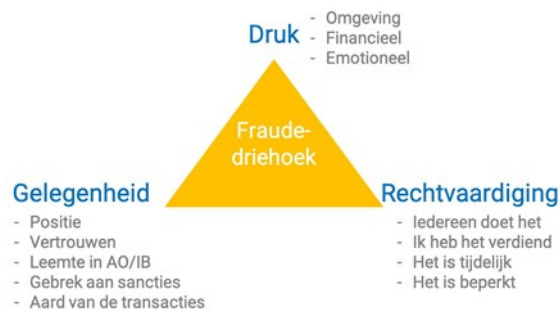 Druk
- Omgeving
- Financieel
- Emotioneel
Fraude-
driehoek
Gelegenheid
- Positie
- Vertrouwen
- Leemte in AO/IB
- Gebrek aan sancties
- Aard van de transacties
Rechtvaardiging
- Iedereen doet het
- Ik heb het verdiend
- Het is tijdelijk
- Het is beperkt